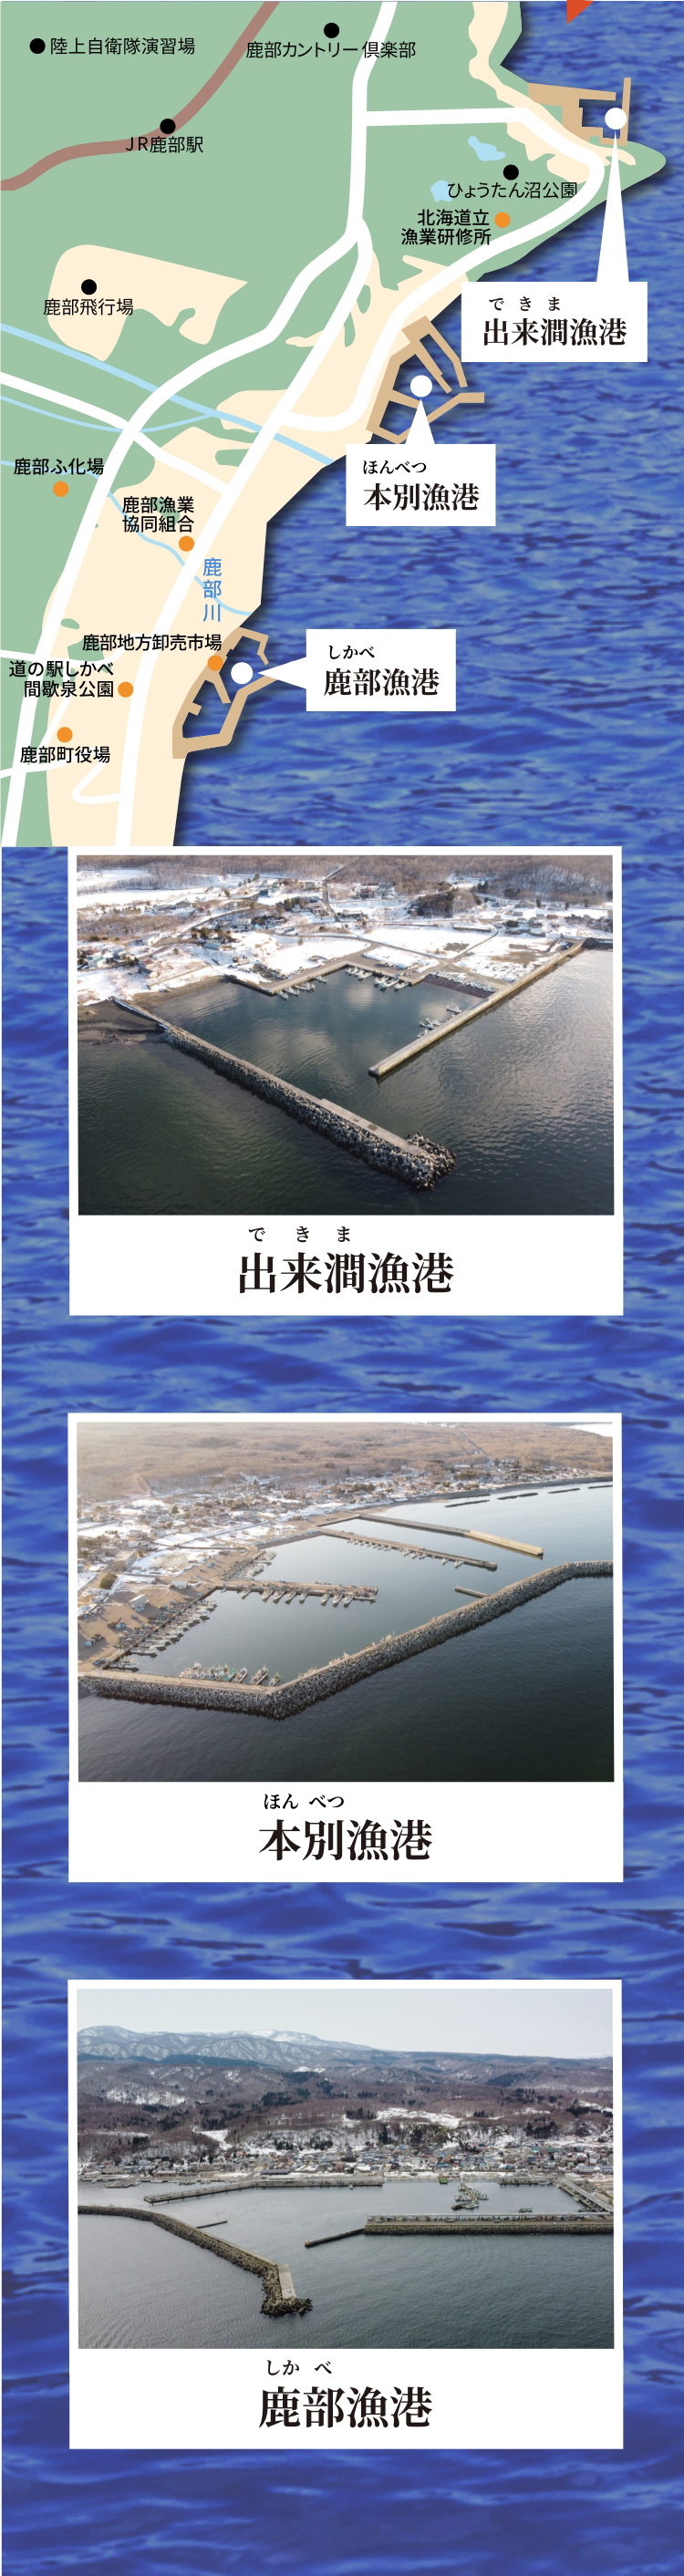 陸上自衛隊演習場
鹿部カントリー倶楽部
JR鹿部駅
ひょうたん沼公園
北海道立
漁業研修所
鹿部飛行場
できま
出来澗漁港
ほんべつ
本別漁港
鹿部ふ化場
鹿部漁業
協同組合
鹿部川
鹿部地方卸売市場
しかべ
鹿部漁港
道の駅しかべ
間歇泉公園
鹿部町役場
できま
出来澗漁港
ほんべつ
本別漁港
しかべ
鹿部漁港